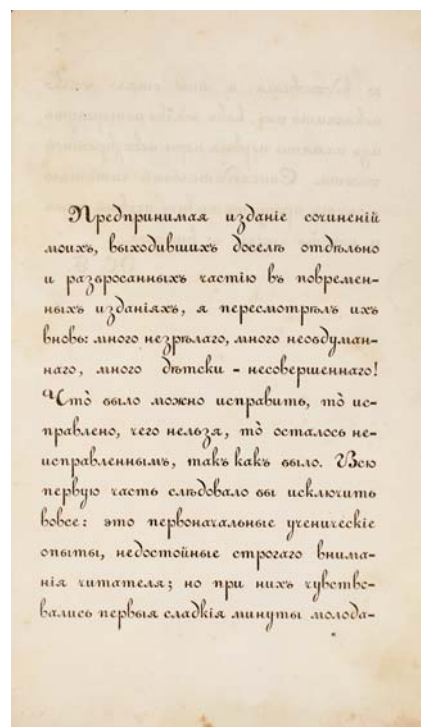 Предпринимая изданіе сочиненій
моихъ, выходившихъ доселѣ отдѣльно
и разбросанныхъ частію въ повремен-
ныхъ изданіяхъ, я пересмотрѣлъ ихъ
вновь: много незрѣлаго, много необдуман-
наго, много дѣтски-несовершеннаго!
Что̀ было можно исправить, то̀ ис-
правлено, чего нельзя, то̀ осталось не-
исправленнымъ, такъ какъ было. Всю
первую часть слѣдовало бы исключить
вовсе: это первоначальные ученическіе
опыты, недостойные строгаго внима-
нія читателя; но при нихъ чувство-
вались первыя сладкія минуты молода-